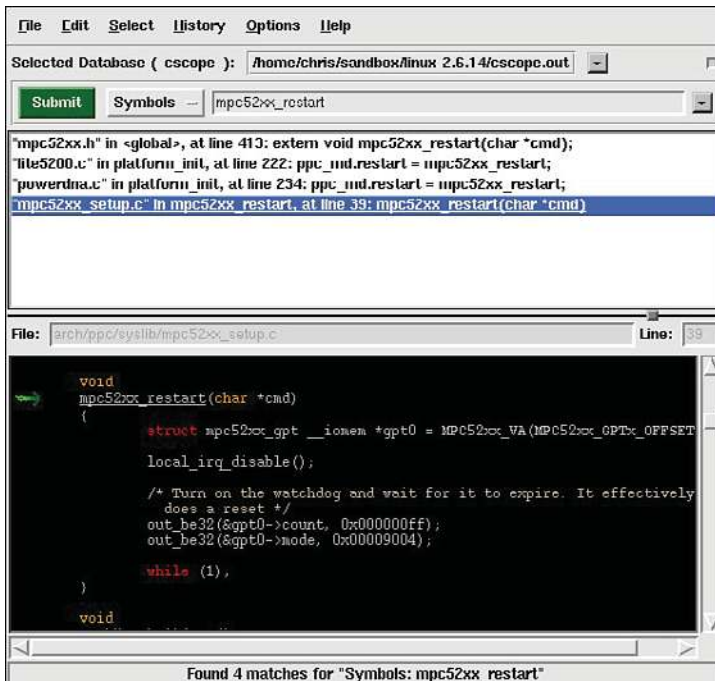 File Edit Select History Options Help
Selected Database ( cscope ): /home/chris/sandbox/linux 2.6.14/cscope.out
Submit Symbols mpc52xx_restart
"mpc52xx.h" in <global>, at line 413: extern void mpc52xx_restart(char *cmd);
"lite5200.c" in platform_init, at line 222: ppc_md.restart = mpc52xx_restart;
"powerdna.c" in platform_init, at line 234: ppc_md.restart = mpc52xx_restart;
"mpc52xx_setup.c" in mpc52xx_restart, at line 39: mpc52xx_restart(char *cmd)
File: arch/ppc/syslib/mpc52xx_setup.c Line: 39
void
mpc52xx_restart(char *cmd)
{
struct mpc52xx_gpt __iomem *gpt0 = MPC52xx_VA(MPC52xx_GPTx_OFFSET
local_irq_disable();
/* Turn on the watchdog and wait for it to expire. It effectively
does a reset */
out_be32(&gpt0->count, 0x000000ff);
out_be32(&gpt0->mode, 0x00009004);
while (1);
}
void
Found 4 matches for "Symbols: mpc52xx_restart"